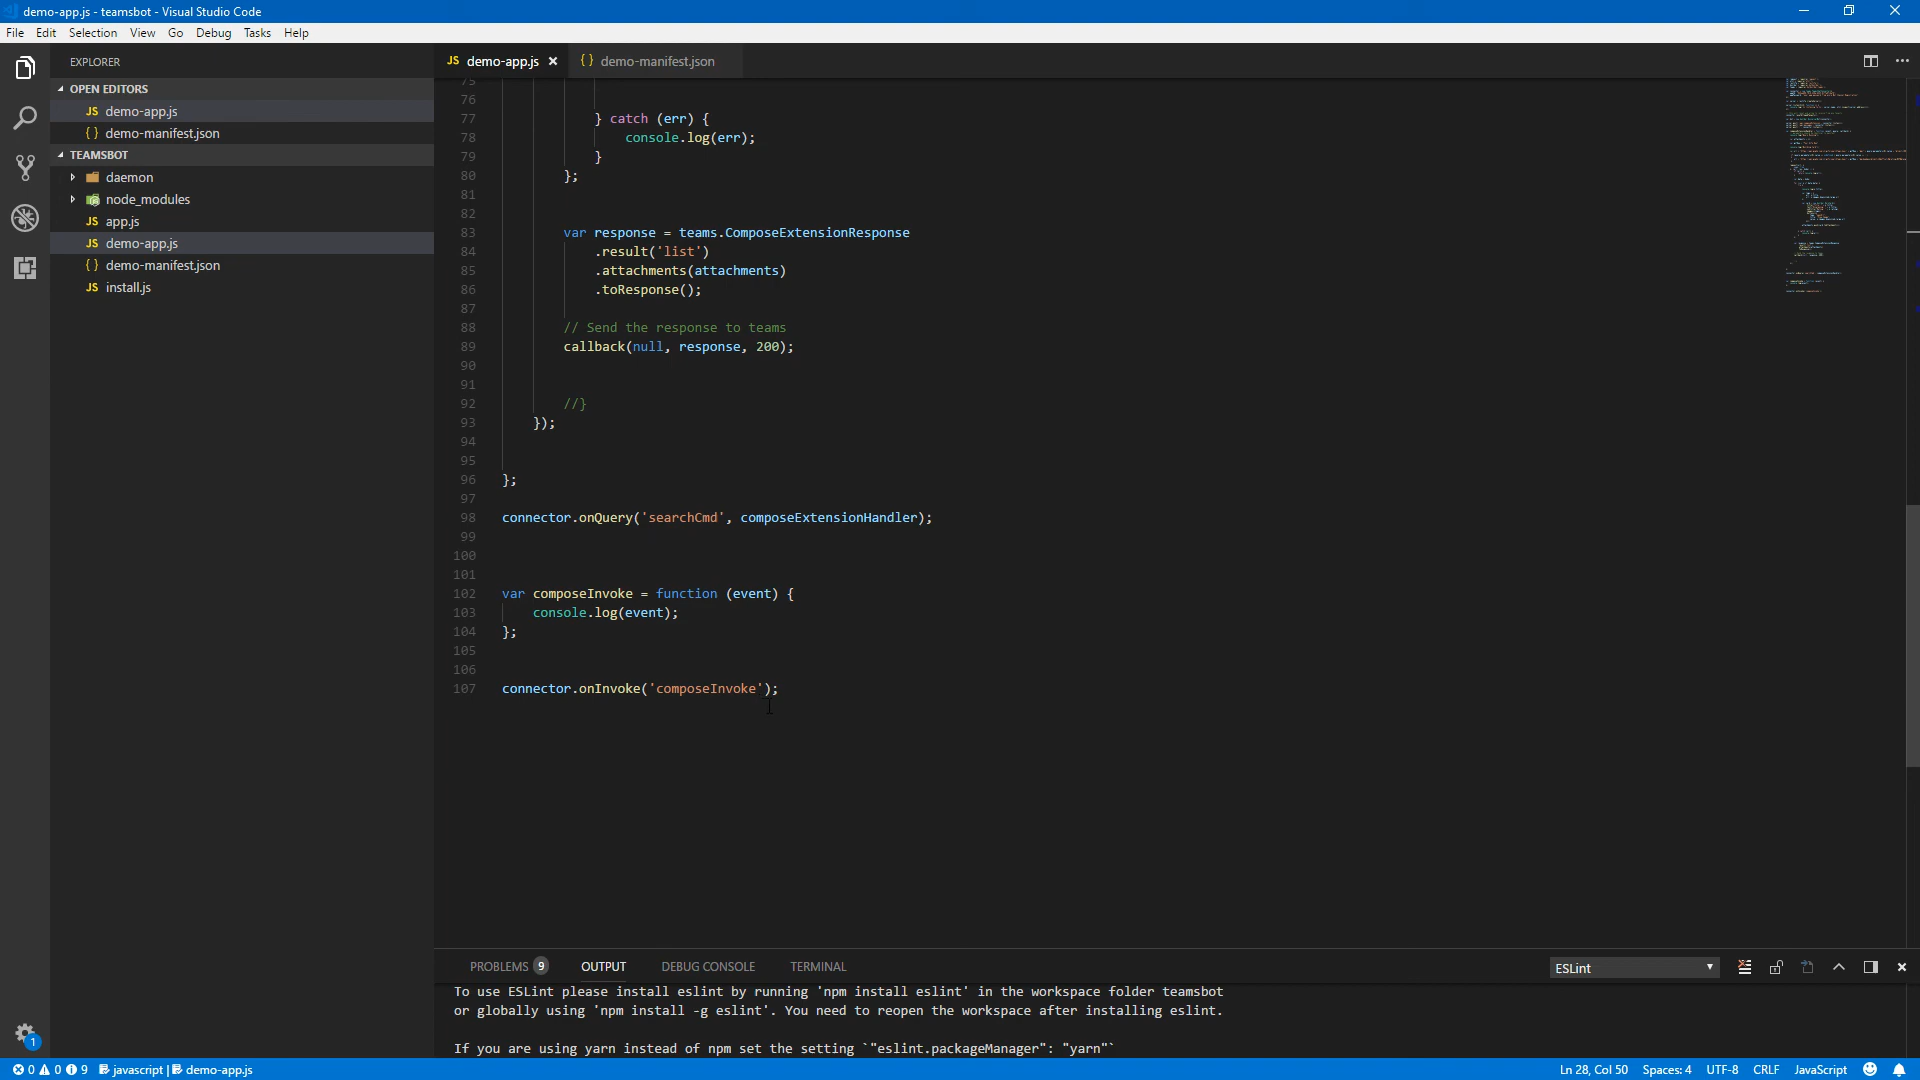 demo-app.js - teamsbot - Visual Studio Code
File Edit Selection View Go Debug Tasks Help
EXPLORER
OPEN EDITORS
JS demo-app.js
{ } demo-manifest.json
TEAMSBOT
daemon
node_modules
JS app.js
JS demo-app.js
{ } demo-manifest.json
JS install.js
1
JS demo-app.js { } demo-manifest.json
75
76
77 } catch (err) {
78 console.log(err);
79 }
80 };
81
82
83 var response = teams.ComposeExtensionResponse
84 .result('list')
85 .attachments(attachments)
86 .toResponse();
87
88 // Send the response to teams
89 callback(null, response, 200);
90
91
92 //}
93 });
94
95
96 };
97
98 connector.onQuery('searchCmd', composeExtensionHandler);
99
100
101
102 var composeInvoke = function (event) {
103 console.log(event);
104 };
105
106
107 connector.onInvoke('composeInvoke');
PROBLEMS 9 OUTPUT DEBUG CONSOLE TERMINAL ESLint
To use ESLint please install eslint by running 'npm install eslint' in the workspace folder teamsbot
or globally using 'npm install -g eslint'. You need to reopen the workspace after installing eslint.
If you are using yarn instead of npm set the setting `"eslint.packageManager": "yarn"`
0 0 9 javascript | demo-app.js Ln 28, Col 50 Spaces: 4 UTF-8 CRLF JavaScript